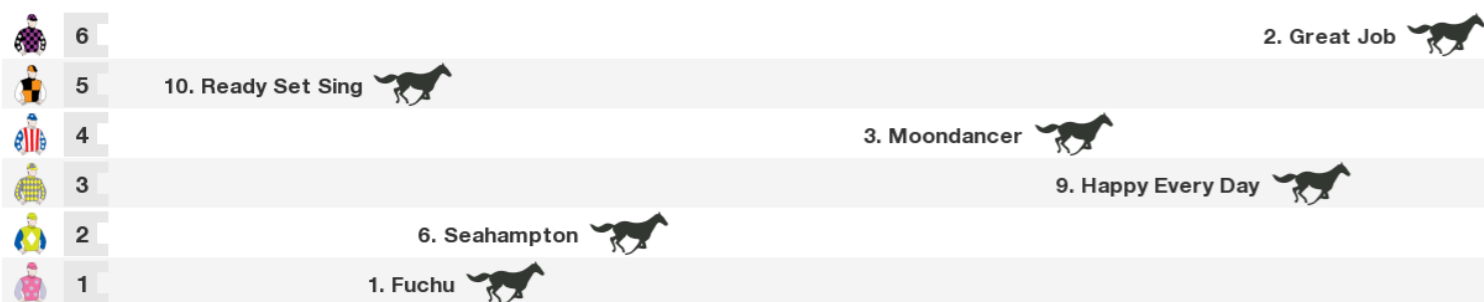 6 2. Great Job
5 10. Ready Set Sing
4 3. Moondancer
3 9. Happy Every Day
2 6. Seahampton
1 1. Fuchu